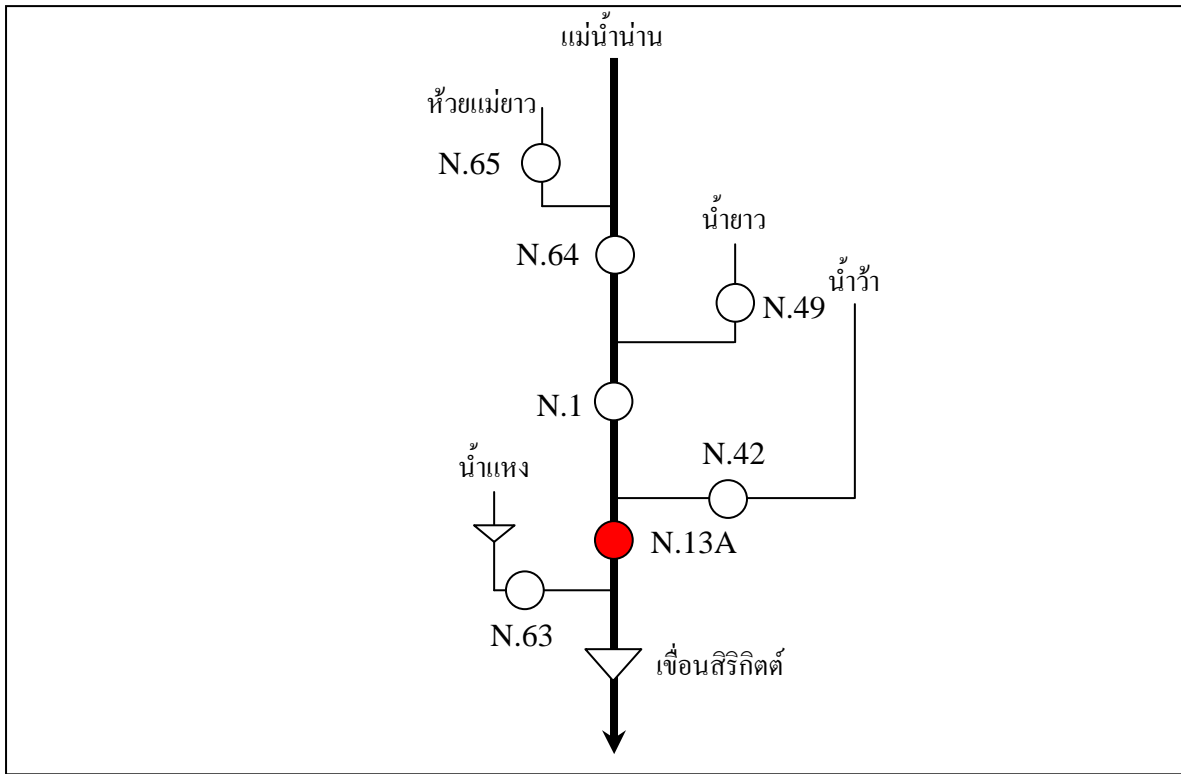 แม่น้ำน่าน
ห้วยแม่ยาว
N.65
น้ำยาว
N.64
น้ำว้า
N.49
N.1
น้ำแหง
N.42
N.13A
N.63
เขื่อนสิริกิตต์